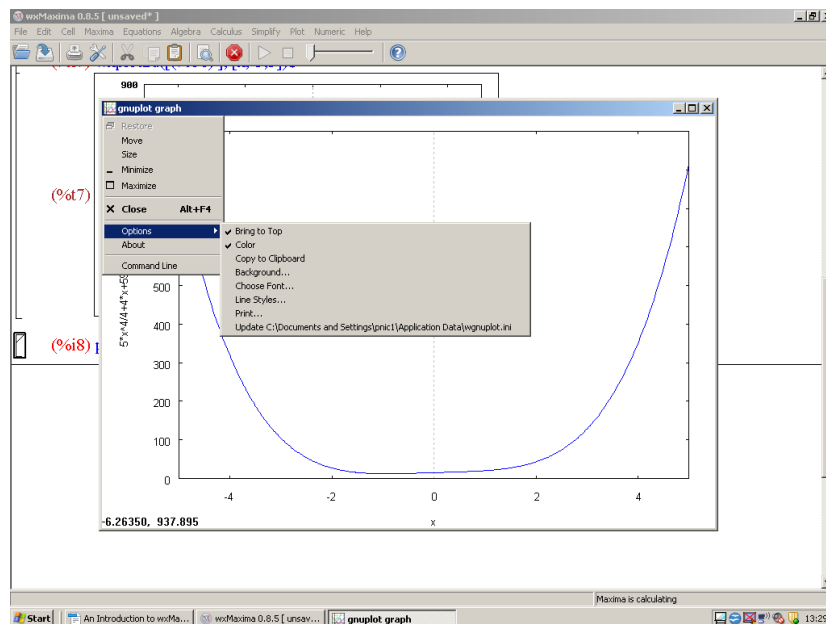 wxMaxima 0.8.5 [ unsaved* ]
File Edit Cell Maxima Equations Algebra Calculus Simplify Plot Numeric Help
900
gnuplot graph
Restore
Move
Size
Minimize
Maximize
Close Alt+F4
Options
About
Command Line
Bring to Top
Color
Copy to Clipboard
Background...
Choose Font...
Line Styles...
Print...
Update C:\Documents and Settings\pnic1\Application Data\wgnuplot.ini
(%t7)
(%i8)
500
400
300
200
100
0
-4 -2 0 2 4
x
-6.26350, 937.895
Maxima is calculating
Start An Introduction to wxMa... wxMaxima 0.8.5 [ unsav... gnuplot graph 13:29